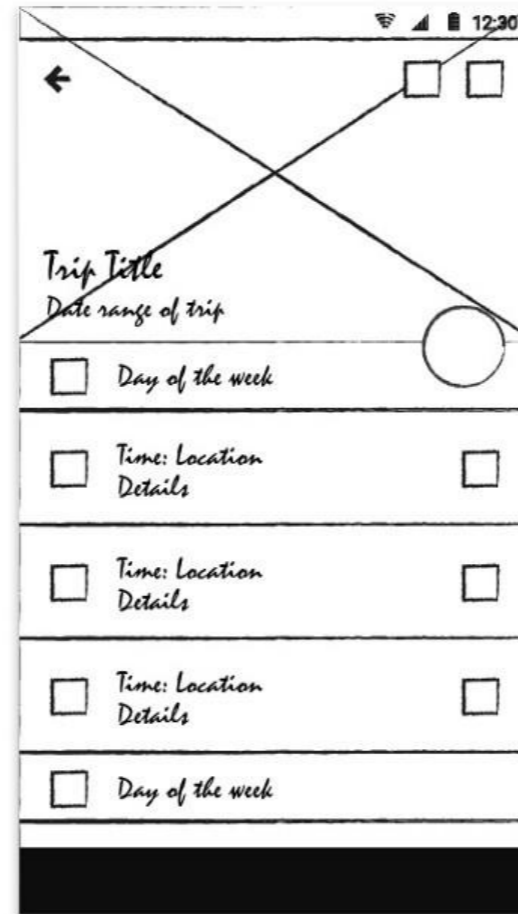 12:30
Trip Title
Date range of trip
Day of the week
Time: Location
Details
Time: Location
Details
Time: Location
Details
Day of the week